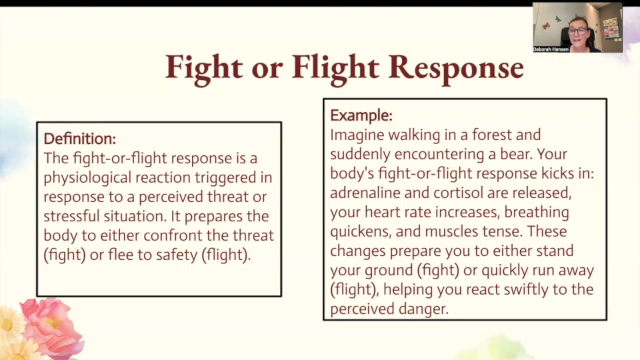 Deborah Hansen
Fight or Flight Response
Definition:
The fight-or-flight response is a
physiological reaction triggered in
response to a perceived threat or
stressful situation. It prepares the
body to either confront the threat
(fight) or flee to safety (flight).
Example:
Imagine walking in a forest and
suddenly encountering a bear. Your
body's fight-or-flight response kicks in:
adrenaline and cortisol are released,
your heart rate increases, breathing
quickens, and muscles tense. These
changes prepare you to either stand
your ground (fight) or quickly run away
(flight), helping you react swiftly to the
perceived danger.